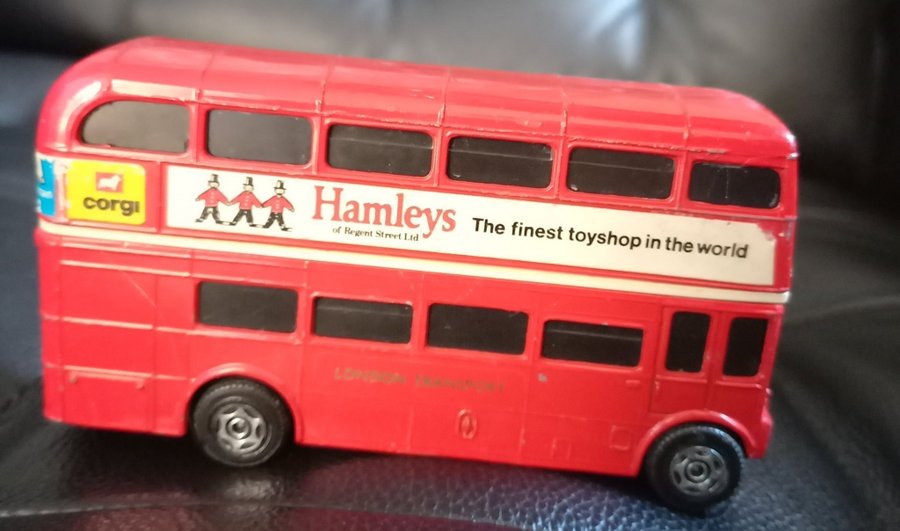 corgi
Hamleys
of Regent Street Ltd
The finest toyshop in the world
LONDON TRANSPORT